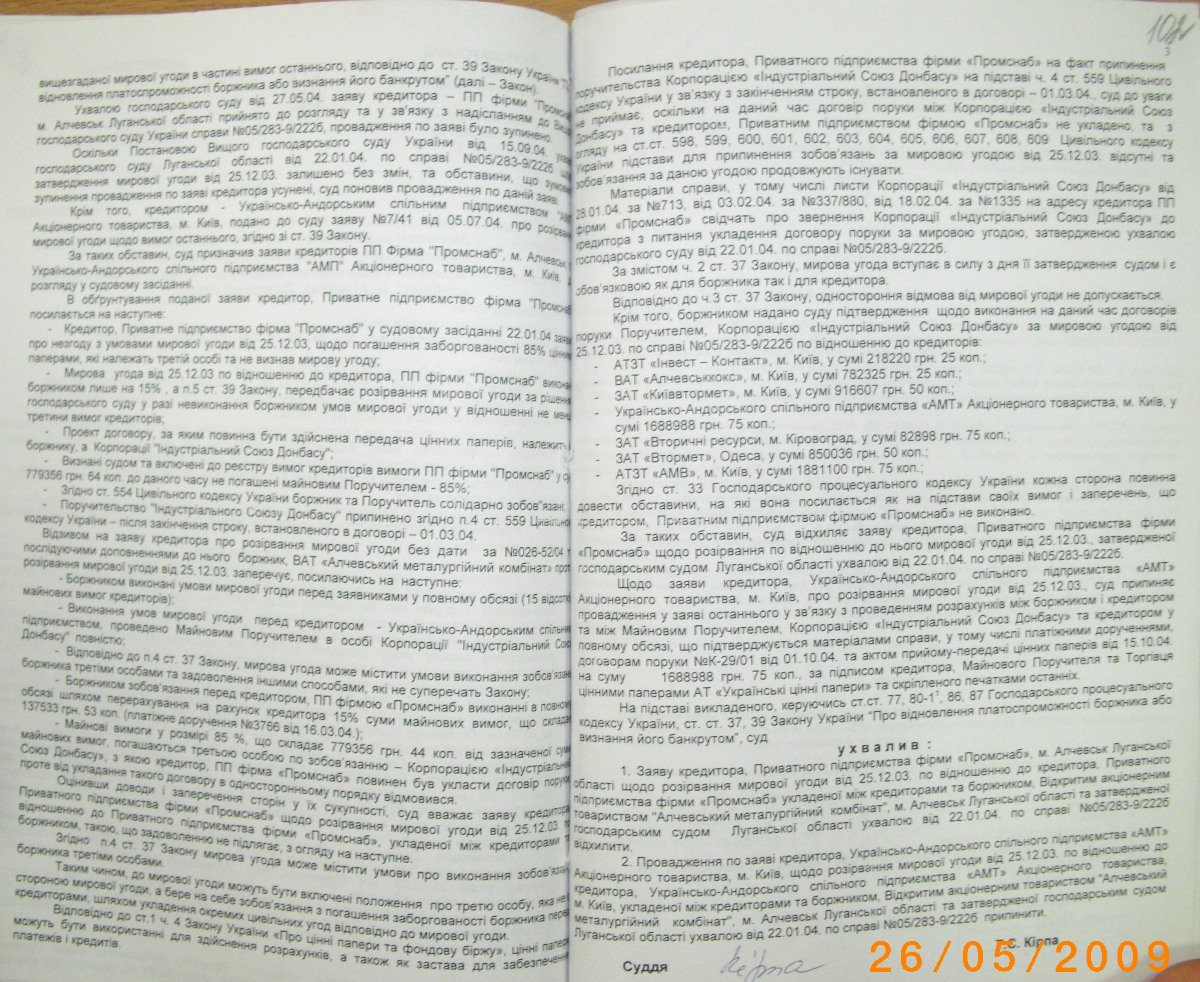 вищезгаданої мирової угоди в частині вимог останнього, відповідно до ст. 39 Закону України "П
відновлення платоспроможності боржника або визнання його банкрутом" (далі – Закон).
Ухвалою господарського суду від 27.05.04. заяву кредитора – ПП фірми "Промсна
м. Алчевськ Луганської області прийнято до розгляду та у зв'язку з надісланням до Вищ
господарського суду України справи №05/283-9/222б, провадження по заяві було зупинено.
Оскільки Постановою Вищого господарського суду України від 15.09.04. ухва
господарського суду Луганської області від 22.01.04. по справі №05/283-9/222б
затвердження мирової угоди від 25.12.03. залишено без змін, та обставини, що зумови
зупинення провадження по заяві кредитора усунені, суд поновив провадження по даній заяві.
Крім того, кредитором - Українсько-Андорським спільним підприємством "АМ
Акціонерного товариства, м. Київ, подано до суду заяву №7/41 від 05.07.04. про розірван
мирової угоди щодо вимог останнього, згідно зі ст. 39 Закону.
За таких обставин, суд призначив заяви кредиторів ПП Фірма "Промснаб", м. Алчевськ,
Українсько-Андорського спільного підприємства "АМП" Акціонерного товариства, м. Київ,
розгляду у судовому засіданні.
В обґрунтування поданої заяви кредитор, Приватне підприємство фірма "Промснаб
посилається на наступне:
- Кредитор, Приватне підприємство фірма "Промснаб" у судовому засіданні 22.01.04 заяв
про незгоду з умовами мирової угоди від 25.12.03, щодо погашення заборгованості 85% цінни
паперами, які належать третій особі та не визнав мирову угоду;
- Мирова угода від 25.12.03 по відношенню до кредитора, ПП фірми "Промснаб" викона
боржником лише на 15% , а п.5 ст. 39 Закону, передбачає розірвання мирової угоди за рішен
господарського суду у разі невиконання боржником умов мирової угоди у відношенні не мен
третини вимог кредиторів;
- Проект договору, за яким повинна бути здійснена передача цінних паперів, належит
боржнику, а Корпорації "Індустріальний Союз Донбасу";
- Визнані судом та включені до реєстру вимог кредиторів вимоги ПП фірми "Промснаб" у су
779356 грн. 64 коп. до даного часу не погашені майновим Поручителем - 85%;
- Згідно ст. 554 Цивільного кодексу України боржник та Поручитель солідарно зобов'язані;
- Поручительство "Індустріального Союзу Донбасу" припинено згідно п.4 ст. 559 Цивільно
кодексу України – після закінчення строку, встановленого в договорі – 01.03.04.
Відзивом на заяву кредитора про розірвання мирової угоди без дати за №026-52/04 т
послідуючими доповненнями до нього боржник, ВАТ «Алчевський металургійний комбінат» прот
розірвання мирової угоди від 25.12.03. заперечує, посилаючись на наступне:
- Боржником виконані умови мирової угоди перед заявниками у повному обсязі (15 відсотк
майнових вимог кредиторів);
- Виконання умов мирової угоди перед кредитором - Українсько-Андорським спільни
підприємством, проведено Майновим Поручителем в особі Корпорації "Індустріальний Сою
Донбасу" повністю;
- Відповідно до п.4 ст. 37 Закону, мирова угода може містити умови виконання зобов'язан
боржника третіми особами та задоволення іншими способами, які не суперечать Закону;
- Боржником зобов'язання перед кредитором, ПП фірмою «Промснаб» виконанні в повном
обсязі шляхом перерахування на рахунок кредитора 15% суми майнових вимог, що складає
137533 грн. 53 коп. (платіжне доручення №3766 від 16.03.04.);
- Майнові вимоги у розмірі 85 %, що складає 779356 грн. 44 коп. від зазначеної суми
майнових вимог, погашаються третьою особою по зобов'язанню – Корпорацією «Індустріальни
Союз Донбасу», з якою кредитор, ПП фірма «Промснаб» повинен був укласти договір поруки,
проте від укладання такого договору в односторонньому порядку відмовився.
Оцінивши доводи і заперечення сторін у їх сукупності, суд вважає заяву кредитора
Приватного підприємства фірми «Промснаб» щодо розірвання мирової угоди від 25.12.03. по
відношенню до Приватного підприємства фірми «Промснаб», укладеної між кредиторами т
боржником, такою, що задоволенню не підлягає, з огляду на наступне.
Згідно п.4 ст. 37 Закону мирова угода може містити умови про виконання зобов'язан
боржника третіми особами.
Таким чином, до мирової угоди можуть бути включені положення про третю особу, яка не
стороною мирової угоди, а бере на себе зобов'язання з погашення заборгованості боржника перед
кредиторами, шляхом укладення окремих цивільних угод відповідно до мирової угоди.
Відповідно до ст.1 ч. 4 Закону України «Про цінні папери та фондову біржу», цінні папери
можуть бути використанні для здійснення розрахунків, а також як застава для забезпечення
платежів і кредитів.
3
Посилання кредитора, Приватного підприємства фірми «Промснаб» на факт припинення
поручительства Корпорацією «Індустріальний Союз Донбасу» на підставі ч. 4 ст. 559 Цивільного
кодексу України у зв'язку з закінченням строку, встановленого в договорі – 01.03.04., суд до уваги
не приймає, оскільки на даний час договір поруки між Корпорацією «Індустріальний Союз
Донбасу» та кредитором, Приватним підприємством фірмою «Промснаб» не укладено, та з
огляду на ст.ст. 598, 599, 600, 601, 602, 603, 604, 605, 606, 607, 608, 609 Цивільного кодексу
України підстави для припинення зобов'язань за мировою угодою від 25.12.03. відсутні та
зобов'язання за даною угодою продовжують існувати.
Матеріали справи, у тому числі листи Корпорації «Індустріальний Союз Донбасу» від
28.01.04. за №713, від 03.02.04. за №337/880, від 18.02.04. за №1335 на адресу кредитора ПП
фірми «Промснаб» свідчать про звернення Корпорації «Індустріальний Союз Донбасу» до
кредитора з питання укладення договору поруки за мировою угодою, затвердженою ухвалою
господарського суду від 22.01.04. по справі №05/283-9/222б.
За змістом ч. 2 ст. 37 Закону, мирова угода вступає в силу з дня її затвердження судом і є
обов'язковою як для боржника так і для кредитора.
Відповідно до ч.3 ст. 37 Закону, одностороння відмова від мирової угоди не допускається.
Крім того, боржником надано суду підтвердження щодо виконання на даний час договорів
поруки Поручителем, Корпорацією «Індустріальний Союз Донбасу» за мировою угодою від
25.12.03. по справі №05/283-9/222б по відношенню до кредиторів:
- АТЗТ «Інвест – Контакт», м. Київ, у сумі 218220 грн. 25 коп.;
- ВАТ «Алчевськкокс», м. Київ, у сумі 782325 грн. 25 коп.;
- ЗАТ «Київвтормет», м. Київ, у сумі 916607 грн. 50 коп.;
- Українсько-Андорського спільного підприємства «АМТ» Акціонерного товариства, м. Київ, у
сумі 1688988 грн. 75 коп.;
- ЗАТ «Вторичні ресурси, м. Кіровоград, у сумі 82898 грн. 75 коп.;
- ЗАТ «Втормет», Одеса, у сумі 850036 грн. 50 коп.;
- АТЗТ «АМВ», м. Київ, у сумі 1881100 грн. 75 коп.;
Згідно ст. 33 Господарського процесуального кодексу України кожна сторона повинна
довести обставини, на які вона посилається як на підстави своїх вимог і заперечень, що
кредитором, Приватним підприємством фірмою «Промснаб» не виконано.
За таких обставин, суд відхиляє заяву кредитора, Приватного підприємства фірми
«Промснаб» щодо розірвання по відношенню до нього мирової угоди від 25.12.03., затвердженої
господарським судом Луганської області ухвалою від 22.01.04. по справі №05/283-9/222б.
Щодо заяви кредитора, Українсько-Андорського спільного підприємства «АМТ»
Акціонерного товариства, м. Київ, про розірвання мирової угоди від 25.12.03., суд припиняє
провадження у заяві останнього у зв'язку з проведенням розрахунків між боржником і кредитором
та між Майновим Поручителем, Корпорацією «Індустріальний Союз Донбасу» та кредитором у
повному обсязі, що підтверджується матеріалами справи, у тому числі платіжними дорученнями,
договорам поруки №К-29/01 від 01.10.04. та актом прийому-передачі цінних паперів від 15.10.04.
на суму 1688988 грн. 75 коп., за підписом кредитора, Майнового Поручителя та Торгівця
цінними паперами АТ «Українські цінні папери» та скріпленого печатками останніх.
На підставі викладеного, керуючись ст.ст. 77, 80-1¹, 86, 87 Господарського процесуального
кодексу України, ст. ст. 37, 39 Закону України "Про відновлення платоспроможності боржника або
визнання його банкрутом", суд
ухвалив:
1. Заяву кредитора, Приватного підприємства фірми «Промснаб», м. Алчевськ Луганської
області щодо розірвання мирової угоди від 25.12.03. по відношенню до кредитора, Приватного
підприємства фірми «Промснаб» укладеної між кредиторами та боржником, Відкритим акціонерним
товариством "Алчевський металургійний комбінат", м. Алчевськ Луганської області та затвердженої
господарським судом Луганської області ухвалою від 22.01.04. по справі №05/283-9/222б
відхилити.
2. Провадження по заяві кредитора, Українсько-Андорського спільного підприємства «АМТ»
Акціонерного товариства, м. Київ, щодо розірвання мирової угоди від 25.12.03. по відношенню до
кредитора, Українсько-Андорського спільного підприємства «АМТ» Акціонерного товариства,
м. Київ, укладеної між кредиторами та боржником, Відкритим акціонерним товариством "Алчевський
металургійний комбінат", м. Алчевськ Луганської області та затвердженої господарським судом
Луганської області ухвалою від 22.01.04. по справі №05/283-9/222б припинити.
Суддя Кірпа Т.С. Кірпа
26/05/2009